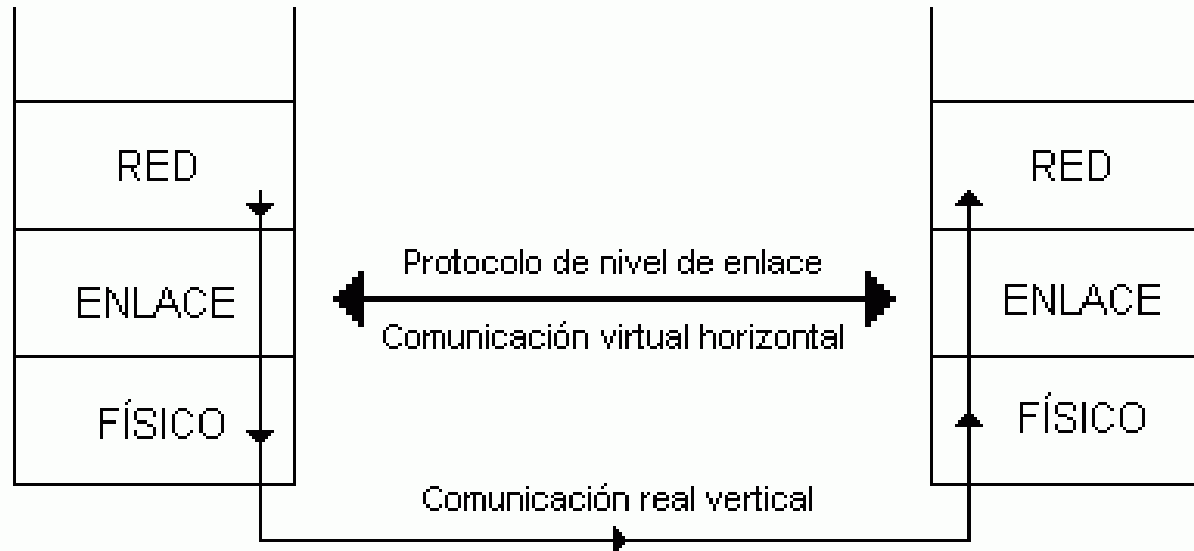 RED
RED
Protocolo de nivel de enlace
ENLACE
ENLACE
Comunicación virtual horizontal
FÍSICO
FÍSICO
Comunicación real vertical